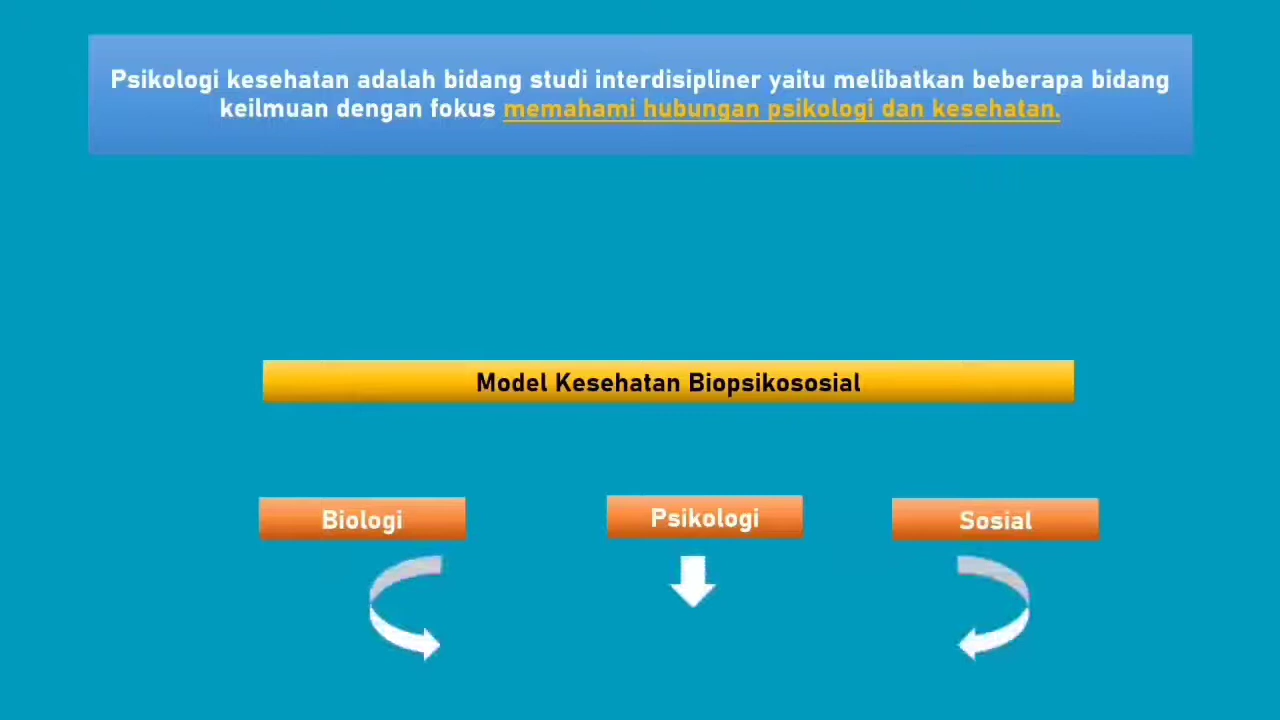 Psikologi kesehatan adalah bidang studi interdisipliner yaitu melibatkan beberapa bidang
keilmuan dengan fokus memahami hubungan psikologi dan kesehatan.
Model Kesehatan Biopsikososial
Biologi
Psikologi
Sosial